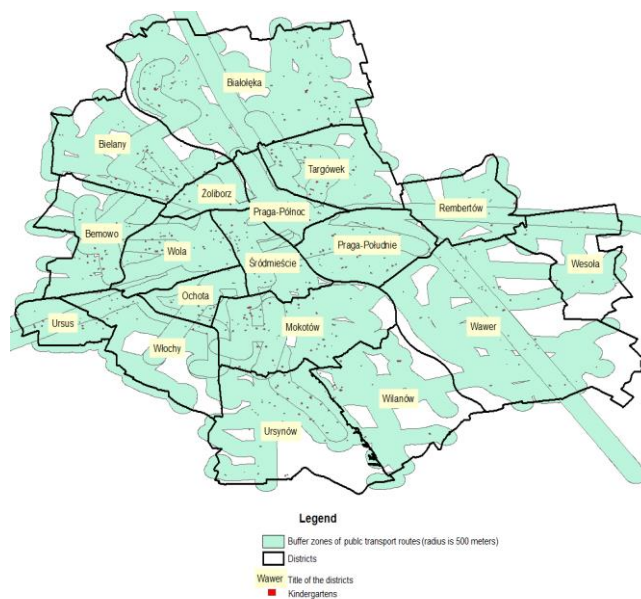 Białołęka
Bielany
Targówek
Żoliborz
Rembertów
Praga-Północ
Bemowo
Wola
Praga-Południe
Śródmieście
Wesoła
Ochota
Ursus
Mokotów
Wawer
Włochy
Wilanów
Ursynów
Legend
Buffer zones of publc transport routes (radius is 500 meters)
Districts
Wawer Title of the districts
Kindergartens